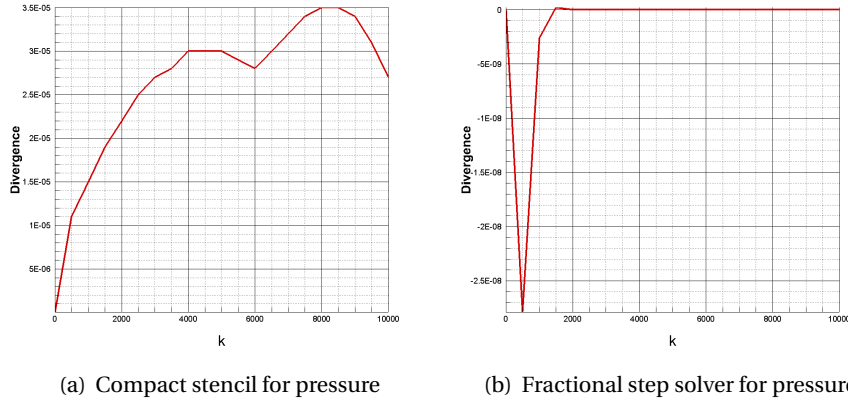 3.5E-05
3E-05
2.5E-05
2E-05
1.5E-05
1E-05
5E-06
Divergence
0 2000 4000 6000 8000 10000
k
(a) Compact stencil for pressure
0
-5E-09
-1E-08
-1.5E-08
-2E-08
-2.5E-08
Divergence
0 2000 4000 6000 8000 10000
k
(b) Fractional step solver for pressure